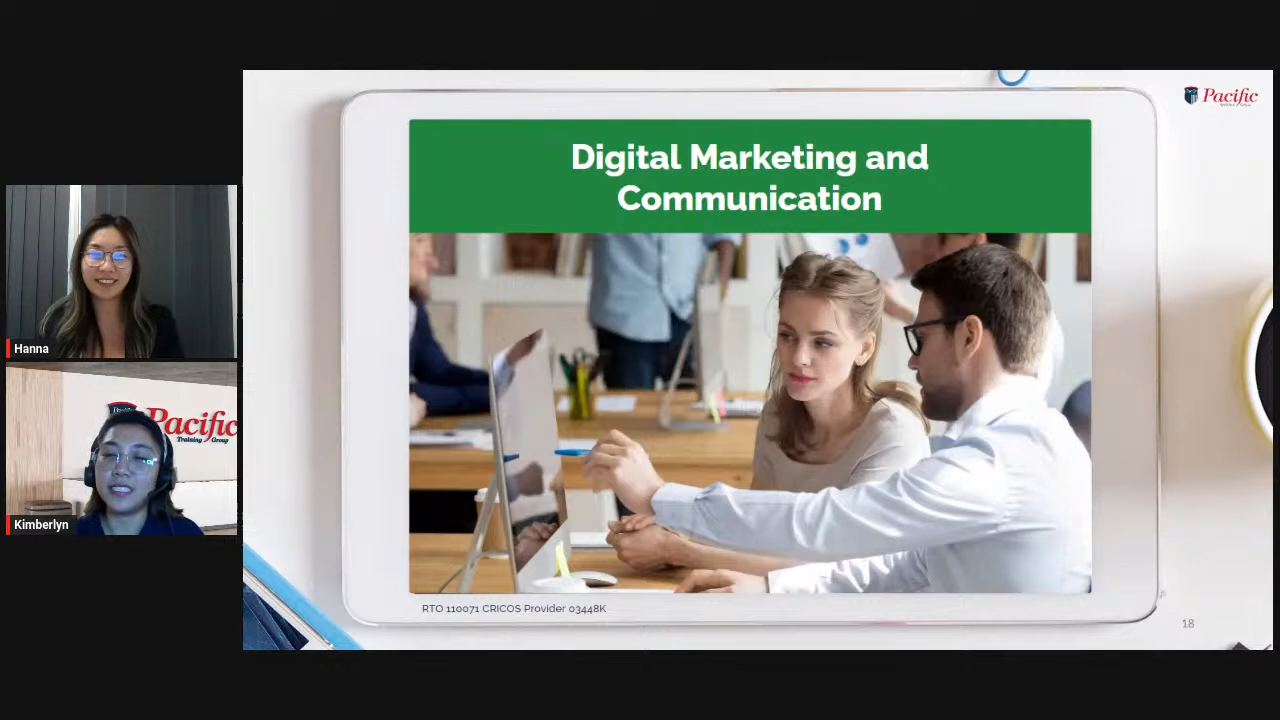 Pacific
Digital Marketing and
Communication
Hanna
Pacific
Training Group
Kimberlyn
RTO 110071 CRICOS Provider 03448K
18